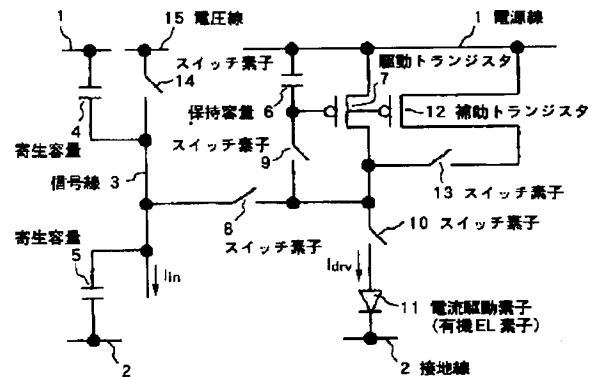 1
15 電圧線
1 電源線
スイッチ素子
14
駆動トランジスタ
7
4
保持容量
6
12 補助トランジスタ
寄生容量
スイッチ素子
9
信号線 3
13 スイッチ素子
8
スイッチ素子
10 スイッチ素子
寄生容量
5
Iin
Idrv
11 電流駆動素子
(有機EL素子)
2
2 接地線